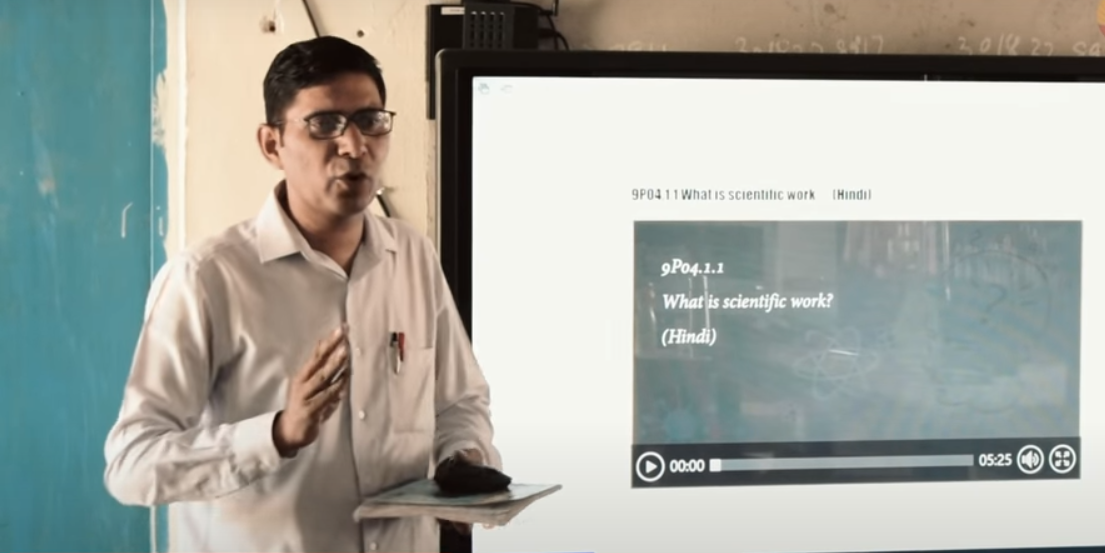 9P04 1 1 What is scientific work (Hindi)
9P04.1.1
What is scientific work?
(Hindi)
00:00
05:25